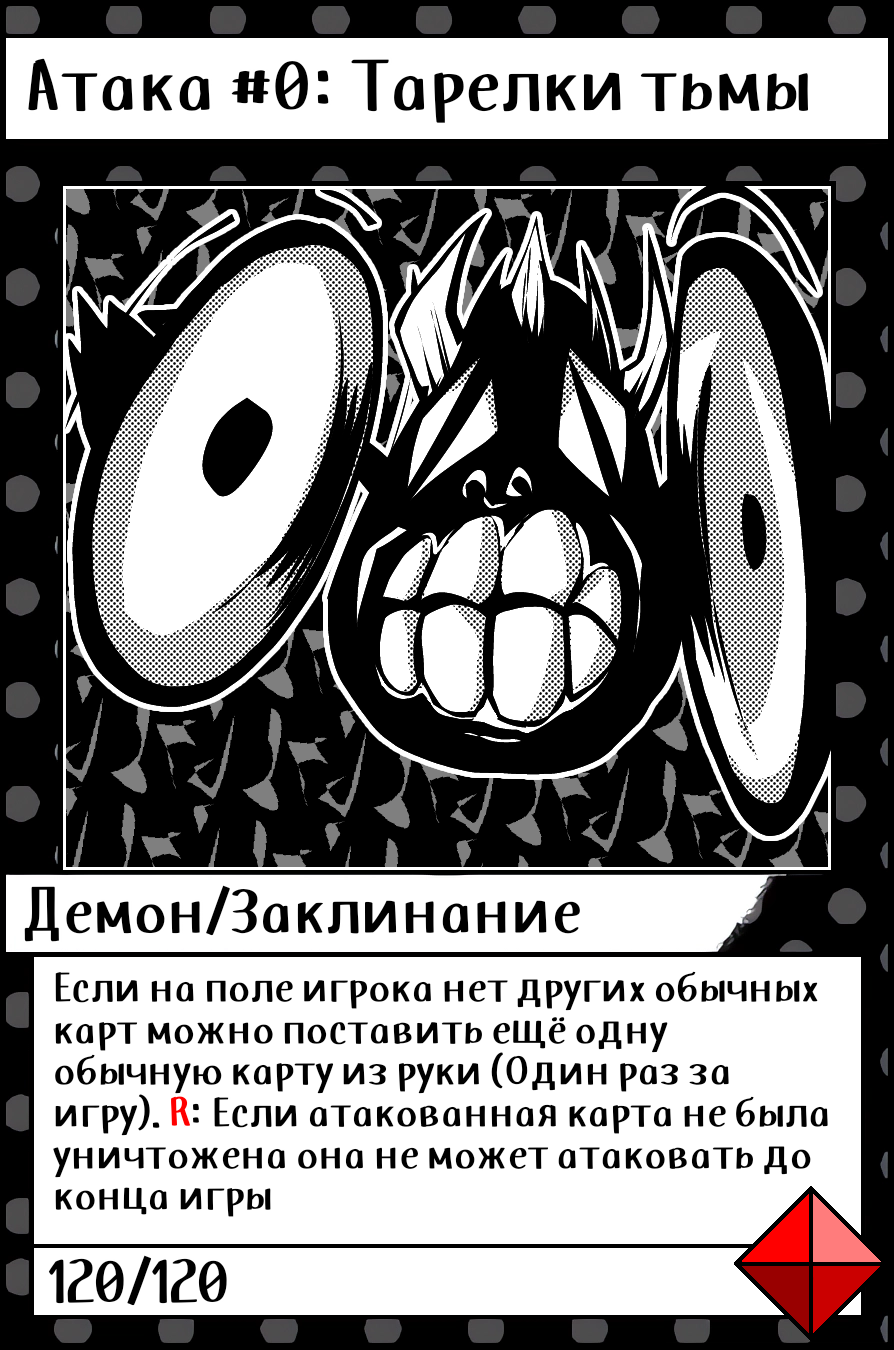 Атака #0: Тарелки тьмы
Демон/Заклинание
Если на поле игрока нет других обычных
карт можно поставить ещё одну
обычную карту из руки (Один раз за
игру). R: Если атакованная карта не была
уничтожена она не может атаковать до
конца игры
120/120